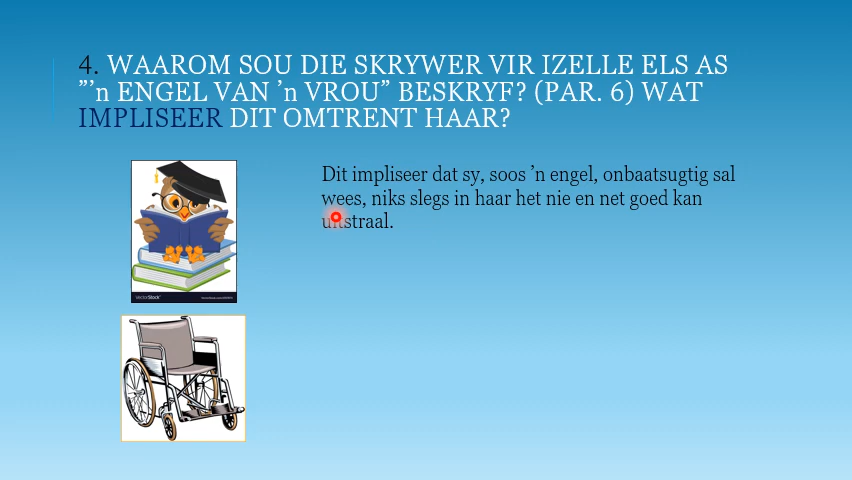 4. WAAROM SOU DIE SKRYWER VIR IZELLE ELS AS
”’n ENGEL VAN ’n VROU” BESKRYF? (PAR. 6) WAT
IMPLISEER DIT OMTRENT HAAR?
Dit impliseer dat sy, soos ’n engel, onbaatsugtig sal
wees, niks slegs in haar het nie en net goed kan
uitstraal.
VectorStock